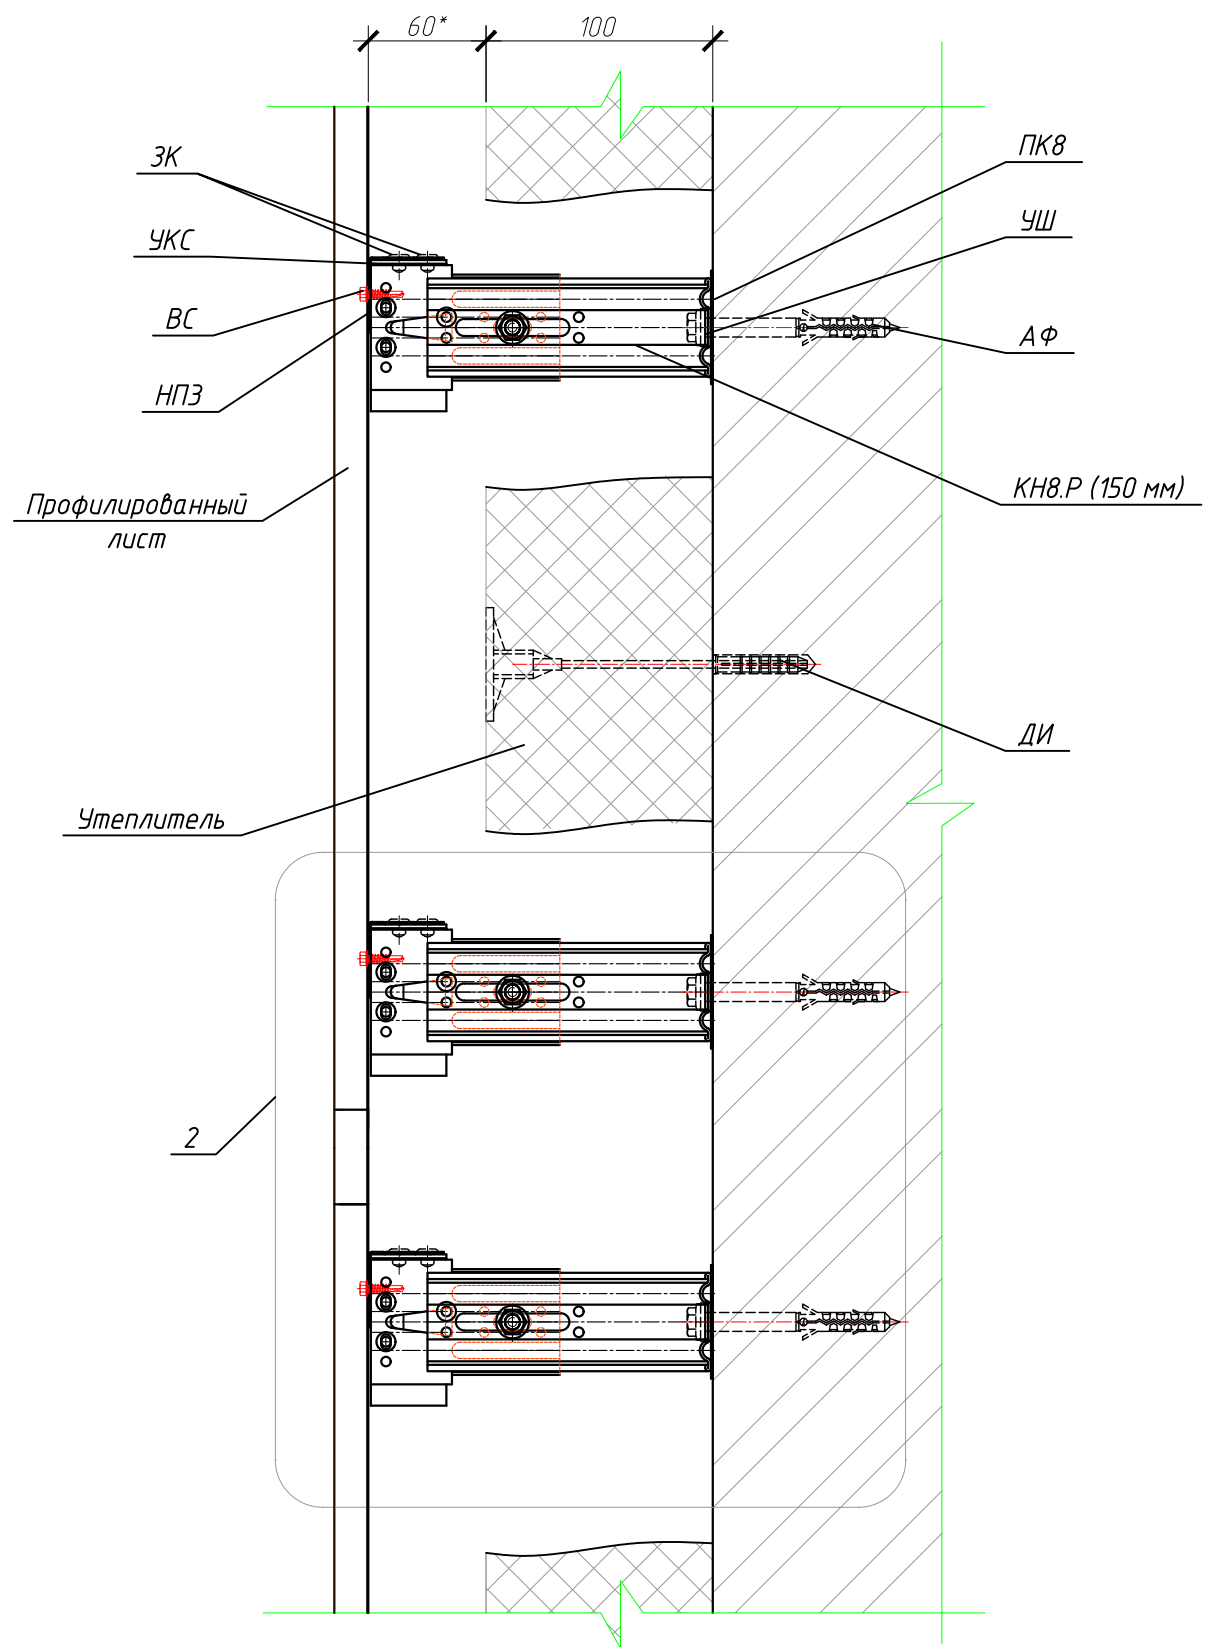 60* 100
ЗК
ПК8
УКС
УШ
ВС
АФ
НПЗ
КН8.Р (150 мм)
Профилированный
лист
ДИ
Утеплитель
2